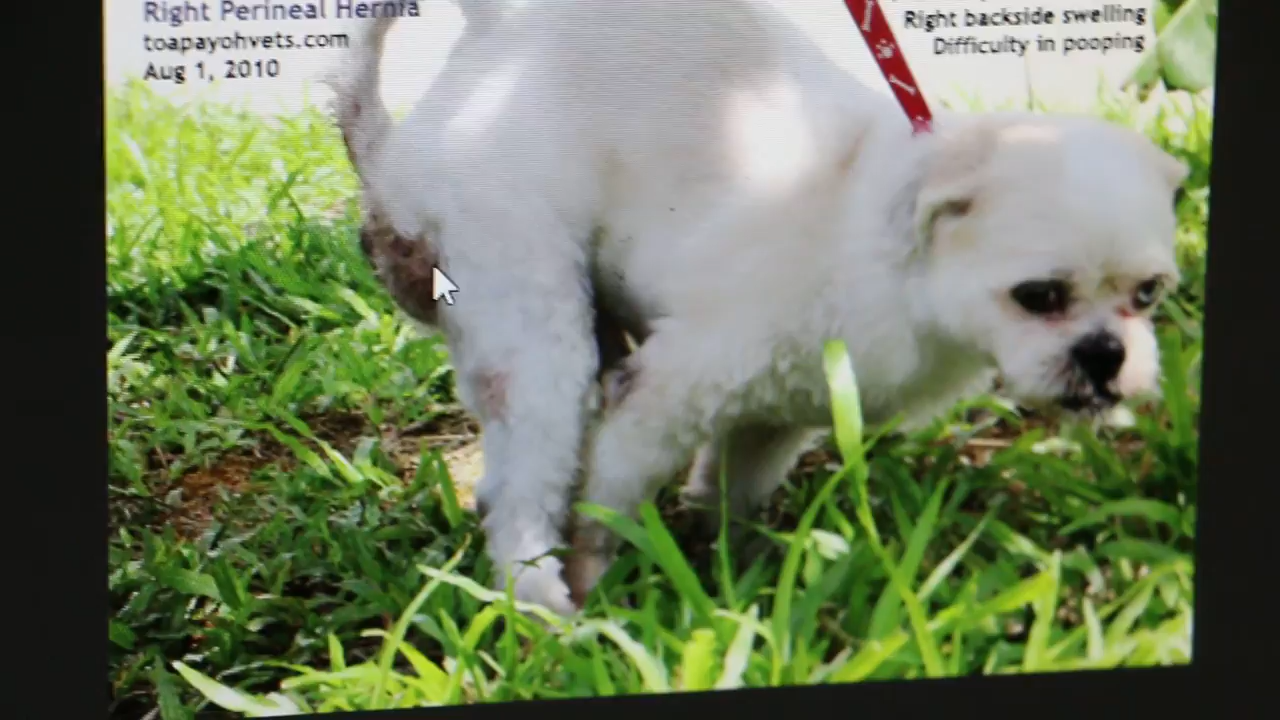 Right Perineal Hernia
toapayohvets.com
Aug 1, 2010
Right backside swelling
Difficulty in pooping